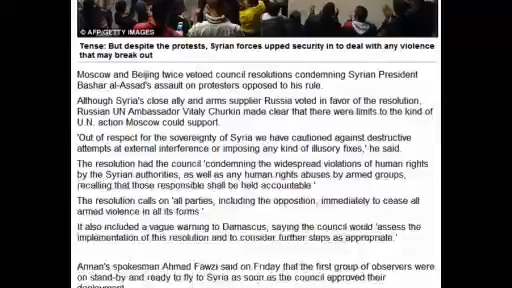 © AFP/GETTY IMAGES
Tense: But despite the protests, Syrian forces upped security in to deal with any violence
that may break out
Moscow and Beijing twice vetoed council resolutions condemning Syrian President
Bashar al-Assad's assault on protesters opposed to his rule.
Although Syria's close ally and arms supplier Russia voted in favor of the resolution,
Russian UN Ambassador Vitaly Churkin made clear that there were limits to the kind of
U.N. action Moscow could support.
'Out of respect for the sovereignty of Syria we have cautioned against destructive
attempts at external interference or imposing any kind of illusory fixes,' he said.
The resolution had the council 'condemning the widespread violations of human rights
by the Syrian authorities, as well as any human rights abuses by armed groups,
recalling that those responsible shall be held accountable.'
The resolution calls on 'all parties, including the opposition, immediately to cease all
armed violence in all its forms.'
It also included a vague warning to Damascus, saying the council would 'assess the
implementation of this resolution and to consider further steps as appropriate.'
Annan's spokesman Ahmad Fawzi said on Friday that the first group of observers were
on stand-by and ready to fly to Syria as soon as the council approved their
deployment.